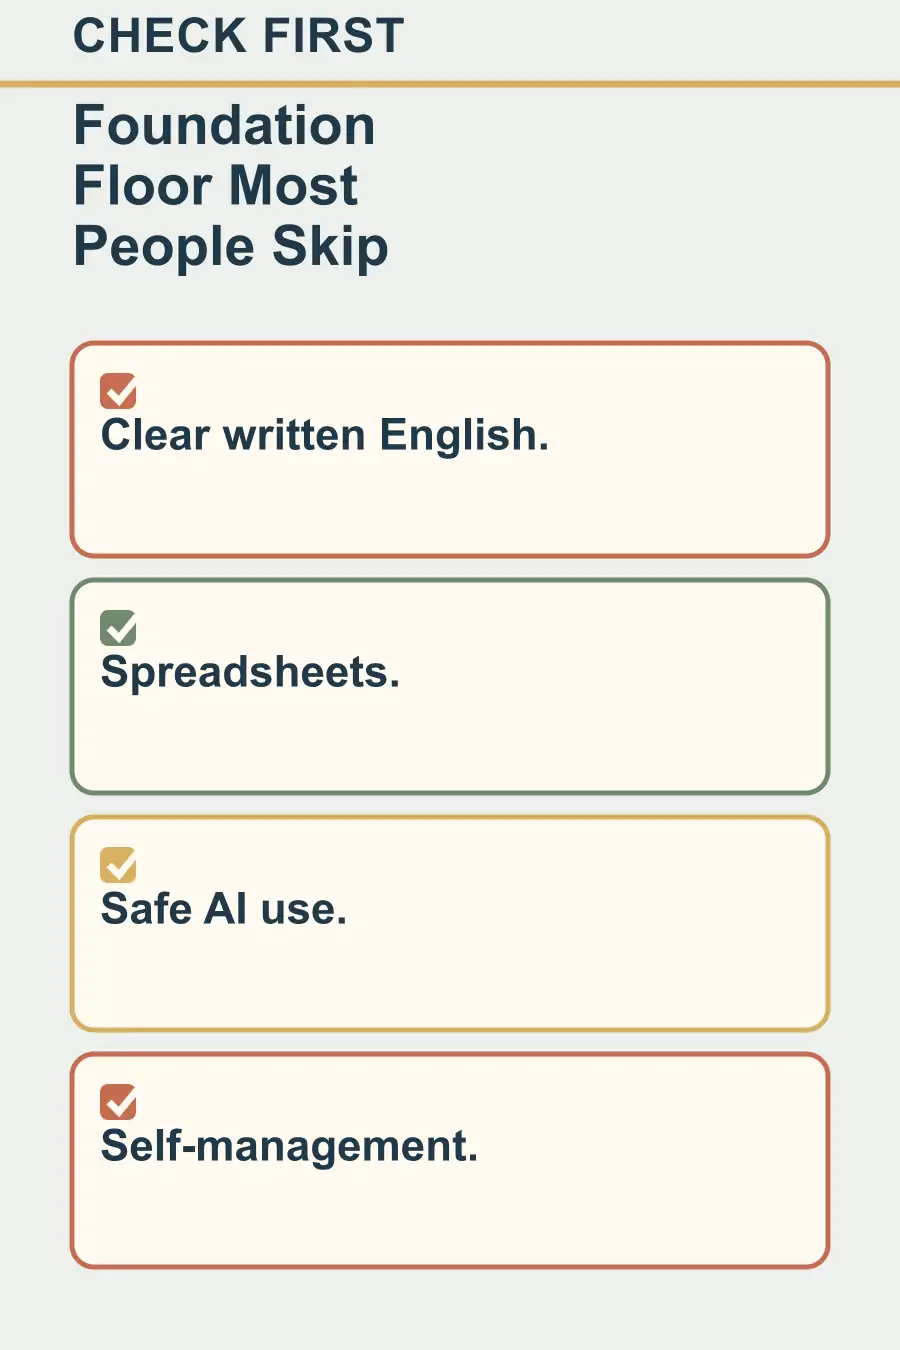 CHECK FIRST
Foundation
Floor Most
People Skip
Clear written English.
Spreadsheets.
Safe AI use.
Self-management.